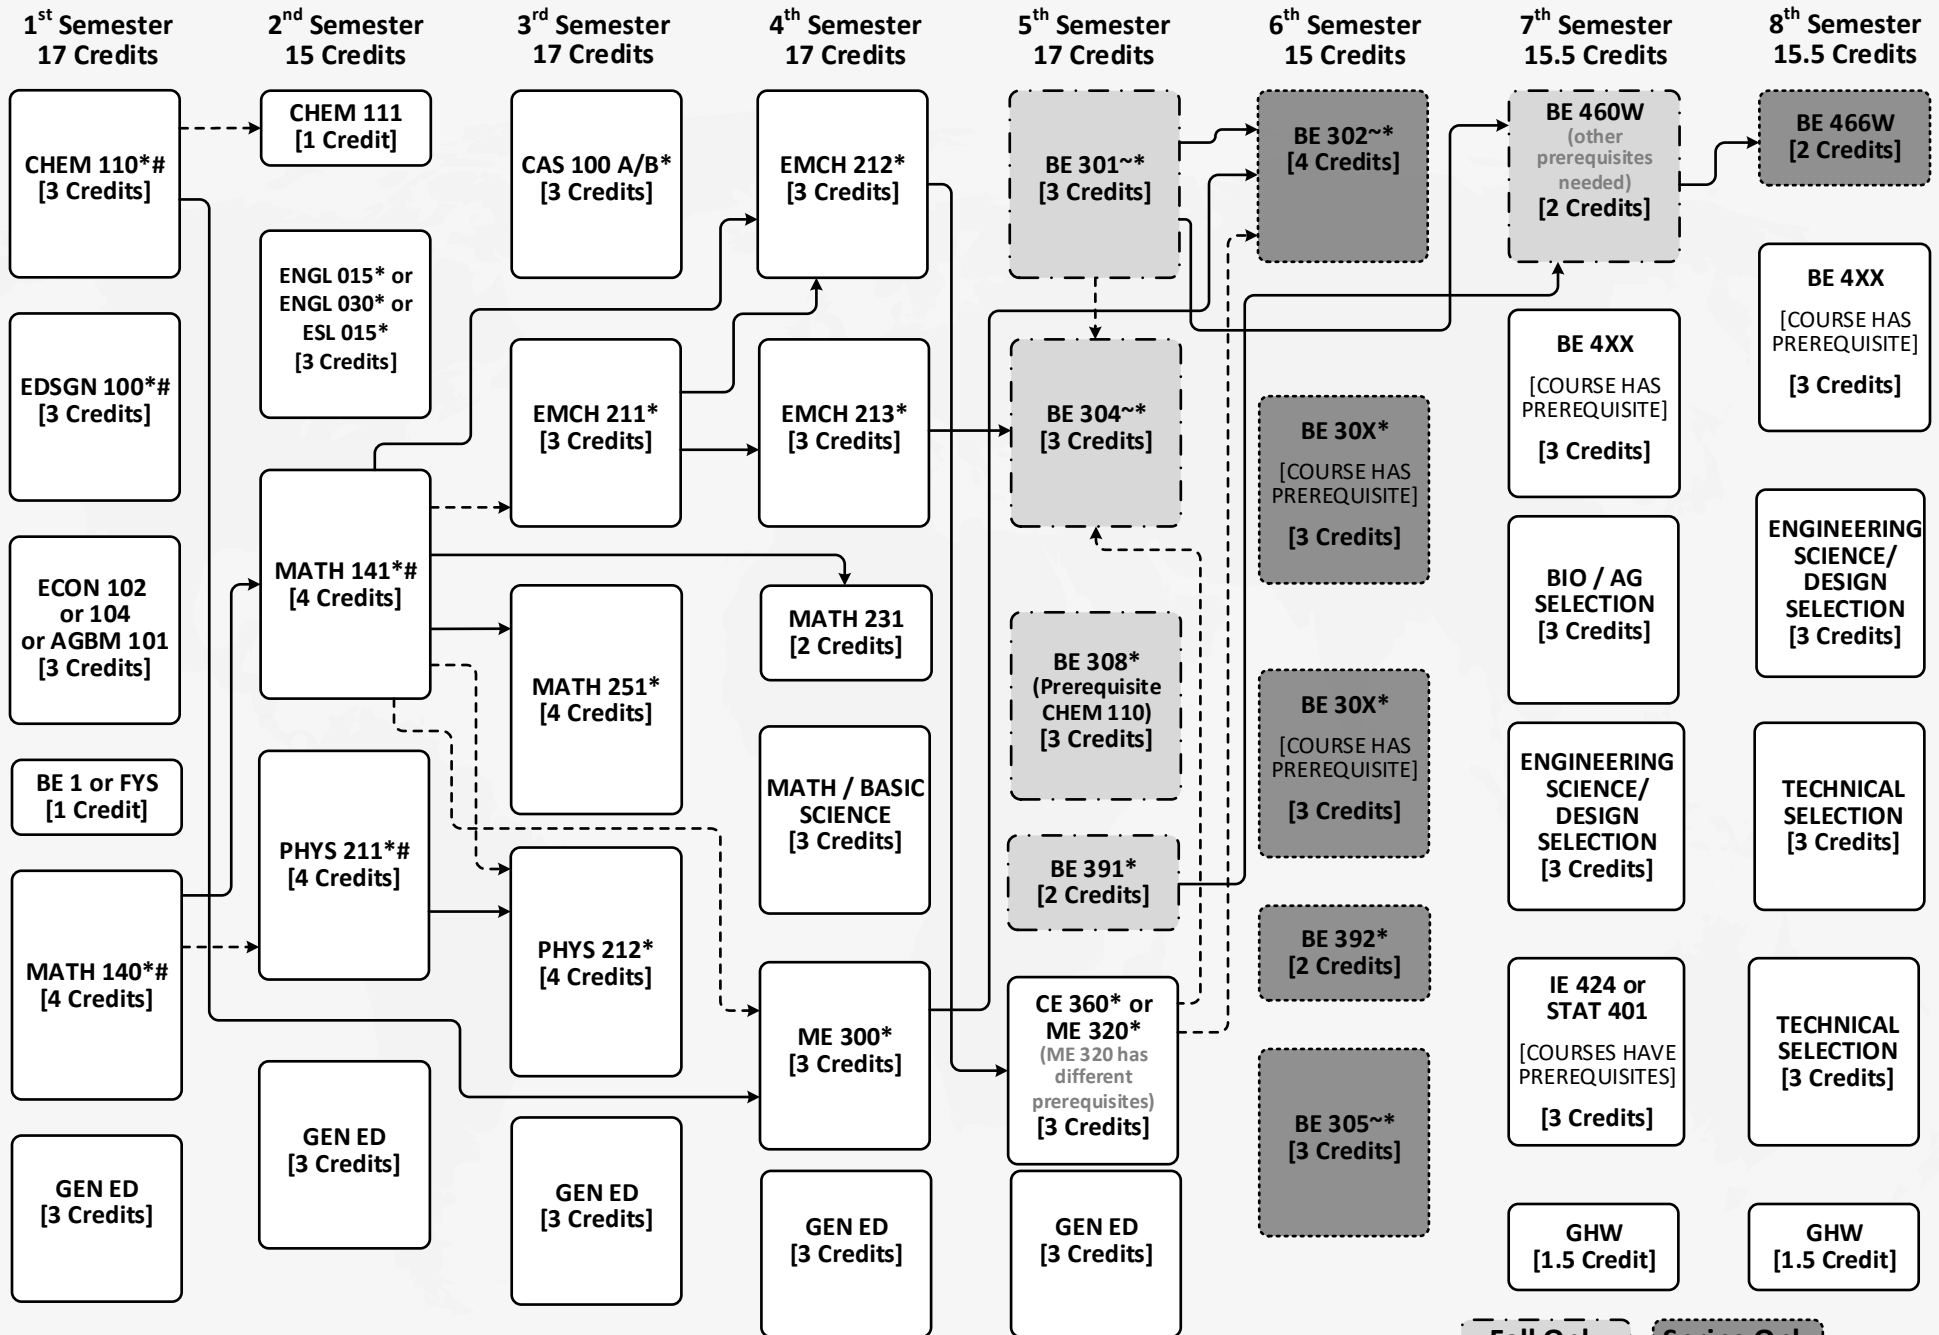 1st Semester
17 Credits
CHEM 110*#
[3 Credits]
EDSGN 100*#
[3 Credits]
ECON 102
or 104
or AGBM 101
[3 Credits]
BE 1 or FYS
[1 Credit]
MATH 140*#
[4 Credits]
GEN ED
[3 Credits]
2nd Semester
15 Credits
CHEM 111
[1 Credit]
ENGL 015* or
ENGL 030* or
ESL 015*
[3 Credits]
MATH 141*#
[4 Credits]
PHYS 211*#
[4 Credits]
GEN ED
[3 Credits]
3rd Semester
17 Credits
CAS 100 A/B*
[3 Credits]
EMCH 211*
[3 Credits]
MATH 251*
[4 Credits]
PHYS 212*
[4 Credits]
GEN ED
[3 Credits]
4th Semester
17 Credits
EMCH 212*
[3 Credits]
EMCH 213*
[3 Credits]
MATH 231
[2 Credits]
MATH / BASIC
SCIENCE
[3 Credits]
ME 300*
[3 Credits]
GEN ED
[3 Credits]
5th Semester
17 Credits
BE 301~*
[3 Credits]
BE 304~*
[3 Credits]
BE 308*
(Prerequisite
CHEM 110)
[3 Credits]
BE 391*
[2 Credits]
CE 360* or
ME 320*
(ME 320 has
different
prerequisites)
[3 Credits]
GEN ED
[3 Credits]
6th Semester
15 Credits
BE 302~*
[4 Credits]
BE 30X*
[COURSE HAS
PREREQUISITE]
[3 Credits]
BE 30X*
[COURSE HAS
PREREQUISITE]
[3 Credits]
BE 392*
[2 Credits]
BE 305~*
[3 Credits]
7th Semester
15.5 Credits
BE 460W
(other
prerequisites
needed)
[2 Credits]
BE 4XX
[COURSE HAS
PREREQUISITE]
[3 Credits]
BIO / AG
SELECTION
[3 Credits]
ENGINEERING
SCIENCE/
DESIGN
SELECTION
[3 Credits]
IE 424 or
STAT 401
[COURSES HAVE
PREREQUISITES]
[3 Credits]
GHW
[1.5 Credit]
8th Semester
15.5 Credits
BE 466W
[2 Credits]
BE 4XX
[COURSE HAS
PREREQUISITE]
[3 Credits]
ENGINEERING
SCIENCE/
DESIGN
SELECTION
[3 Credits]
TECHNICAL
SELECTION
[3 Credits]
TECHNICAL
SELECTION
[3 Credits]
GHW
[1.5 Credit]
Fall Only
Spring Only